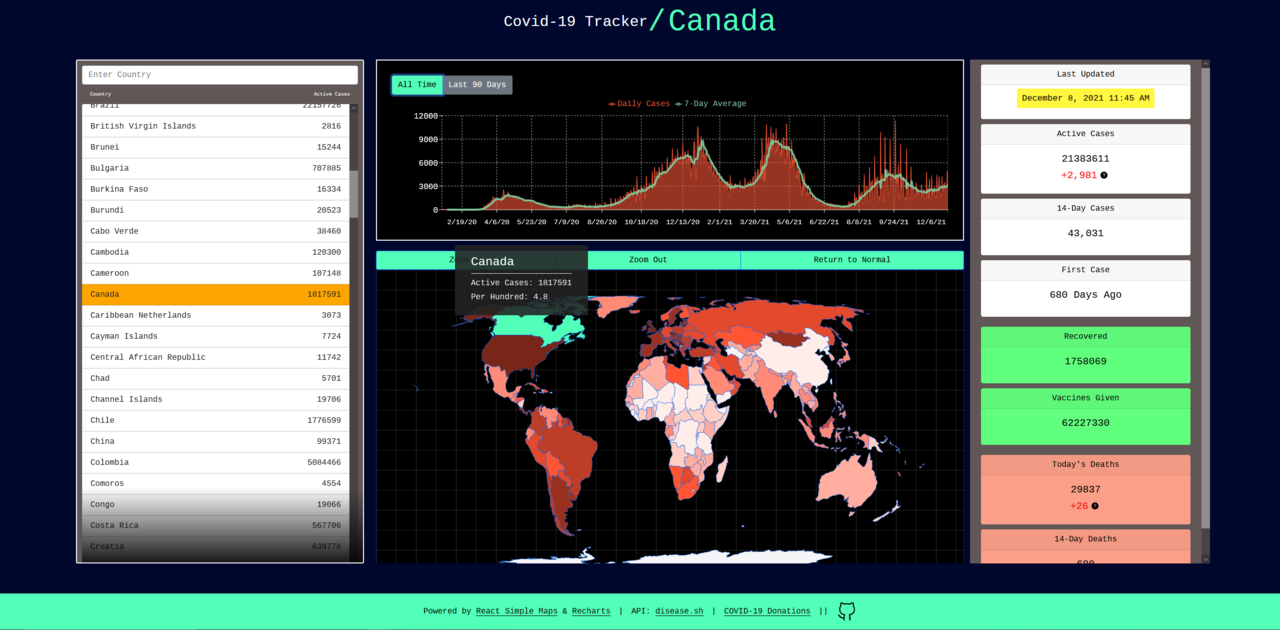 Covid-19 Tracker/Canada
Enter Country
Country Active Cases
Brazil 22157726
British Virgin Islands 2816
Brunei 15244
Bulgaria 707885
Burkina Faso 16334
Burundi 20523
Cabo Verde 38460
Cambodia 120300
Cameroon 107148
Canada 1817591
Caribbean Netherlands 3073
Cayman Islands 7724
Central African Republic 11742
Chad 5701
Channel Islands 19706
Chile 1776599
China 99371
Colombia 5084466
Comoros 4554
Congo 19066
Costa Rica 567706
Croatia 639778
All Time Last 90 Days
Daily Cases 7-Day Average
12000
9000
6000
3000
0
2/19/20 4/6/20 5/23/20 7/9/20 8/26/20 10/18/20 12/13/20 2/1/21 3/20/21 5/6/21 6/22/21 8/8/21 9/24/21 12/6/21
Zoom Out Return to Normal
Canada
Active Cases: 1817591
Per Hundred: 4.8
Last Updated
December 8, 2021 11:45 AM
Active Cases
21383611
+2,981 ?
14-Day Cases
43,031
First Case
680 Days Ago
Recovered
1758069
Vaccines Given
62227330
Today's Deaths
29837
+26 ?
14-Day Deaths
Powered by React Simple Maps & Recharts | API: disease.sh | COVID-19 Donations ||